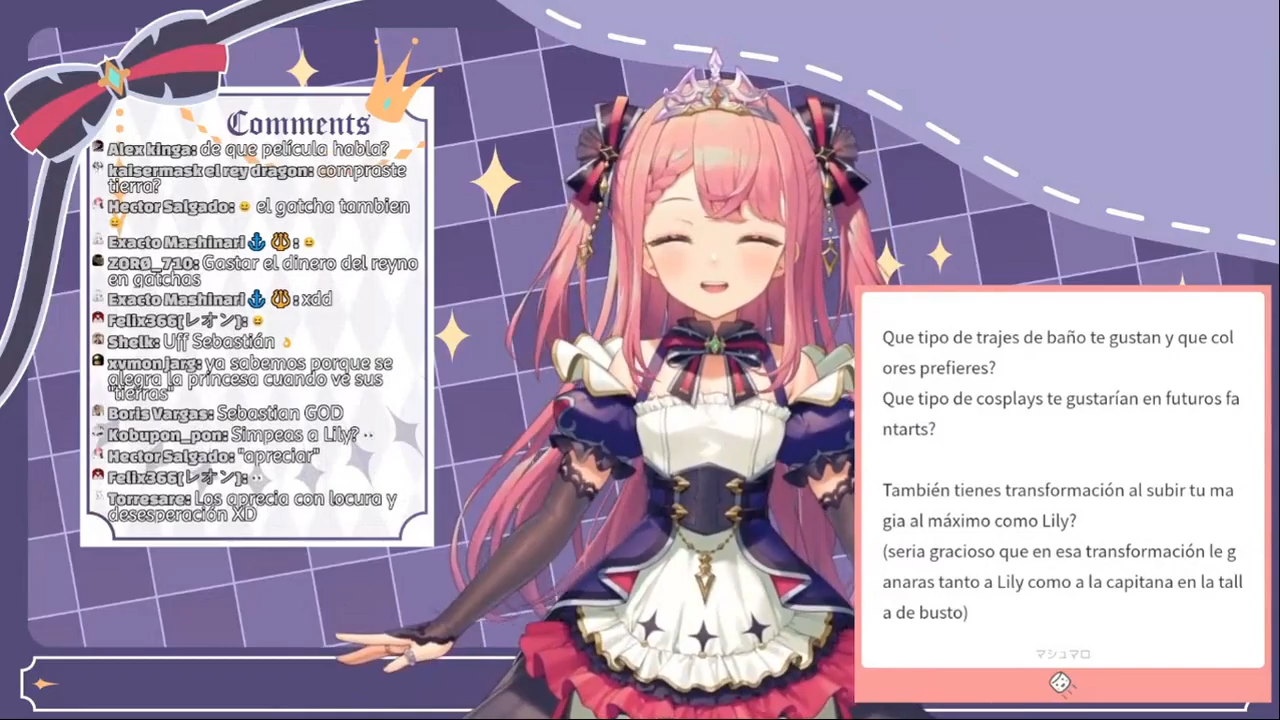 Comments
Alex kinga: de que película habla?
kaisermask el rey dragon: compraste
tierra?
Hector Salgado: 😄 el gatcha tambien
😄
Exacto Mashinari ⚓ 🔱 : 😄
ZORØ_710: Gastar el dinero del reyno
en gatchas
Exacto Mashinari ⚓ 🔱 : xdd
Felix366(レオン): 😄
Shelk: Uff Sebastián 👌
xymonjarg: ya sabemos porque se
alegra la princesa cuando vé sus
"tierras"
Boris Vargas: Sebastian GOD
Kobupon_pon: Simpeas a Lily? 👀
Hector Salgado: "apreciar"
Felix366(レオン): 👀
Torresare: Los aprecia con locura y
desesperación XD
Que tipo de trajes de baño te gustan y que col
ores prefieres?
Que tipo de cosplays te gustarían en futuros fa
ntarts?
También tienes transformación al subir tu ma
gia al máximo como Lily?
(seria gracioso que en esa transformación le g
anaras tanto a Lily como a la capitana en la tall
a de busto)
マシュマロ